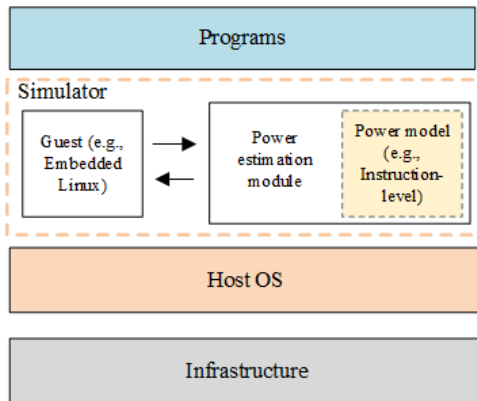 Programs
Simulator
Guest (e.g.,
Embedded
Linux)
Power
estimation
module
Power model
(e.g.,
Instruction-
level)
Host OS
Infrastructure